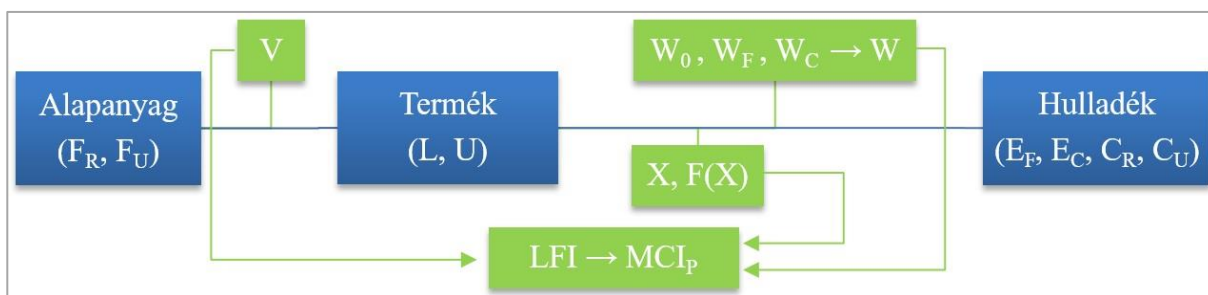 V
W₀ , W_F , W_C → W
Alapanyag
(F_R, F_U)
Termék
(L, U)
Hulladék
(E_F, E_C, C_R, C_U)
X, F(X)
LFI → MCI_P